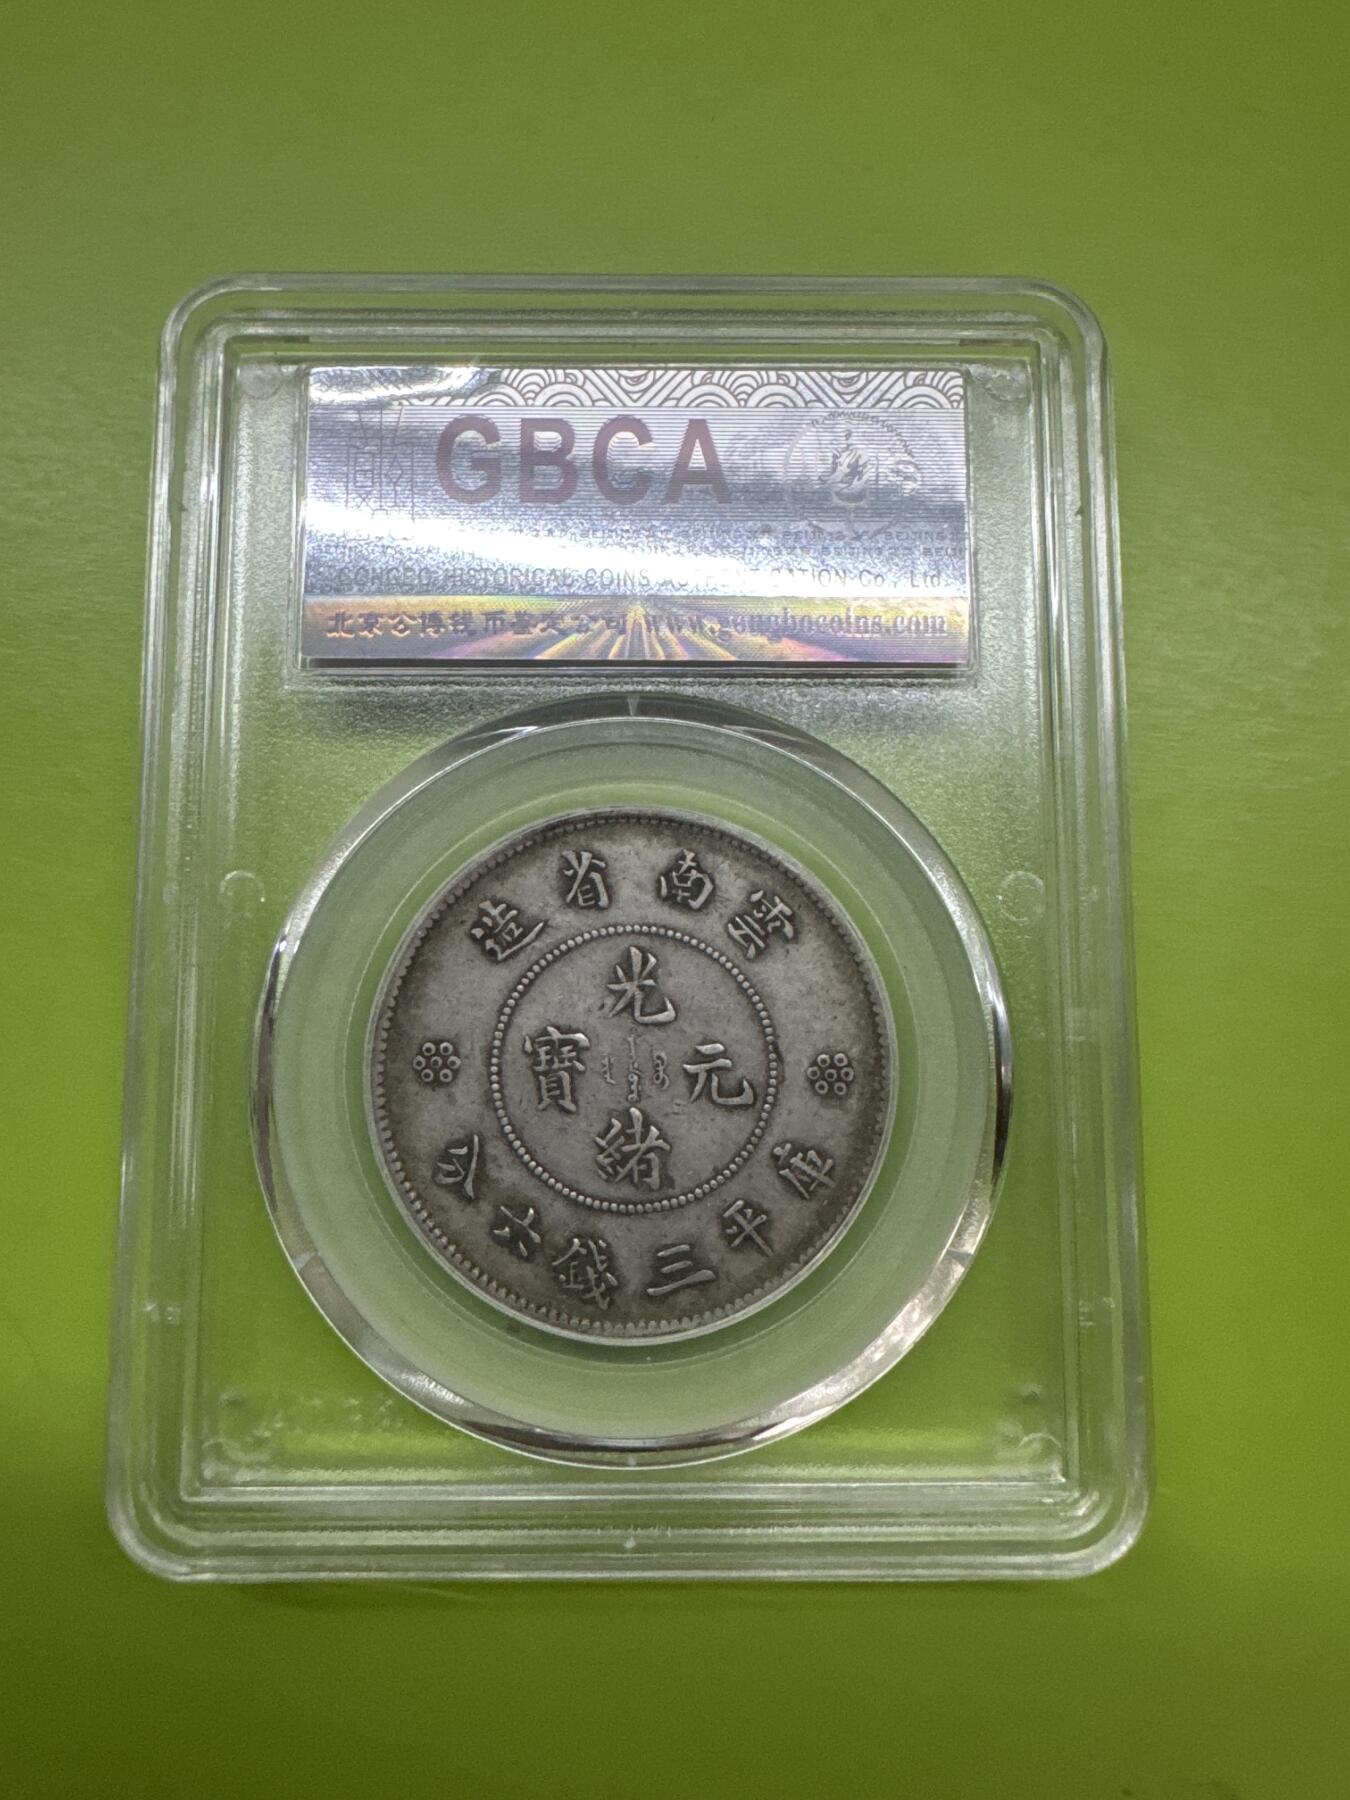 GBCA
GONGBO HISTORICAL COINS AUTHENTICATION Co., Ltd.
北京公博钱币鉴定公司 www.gongbocoins.com
雲南省造
光緒元寶
庫平三錢六分